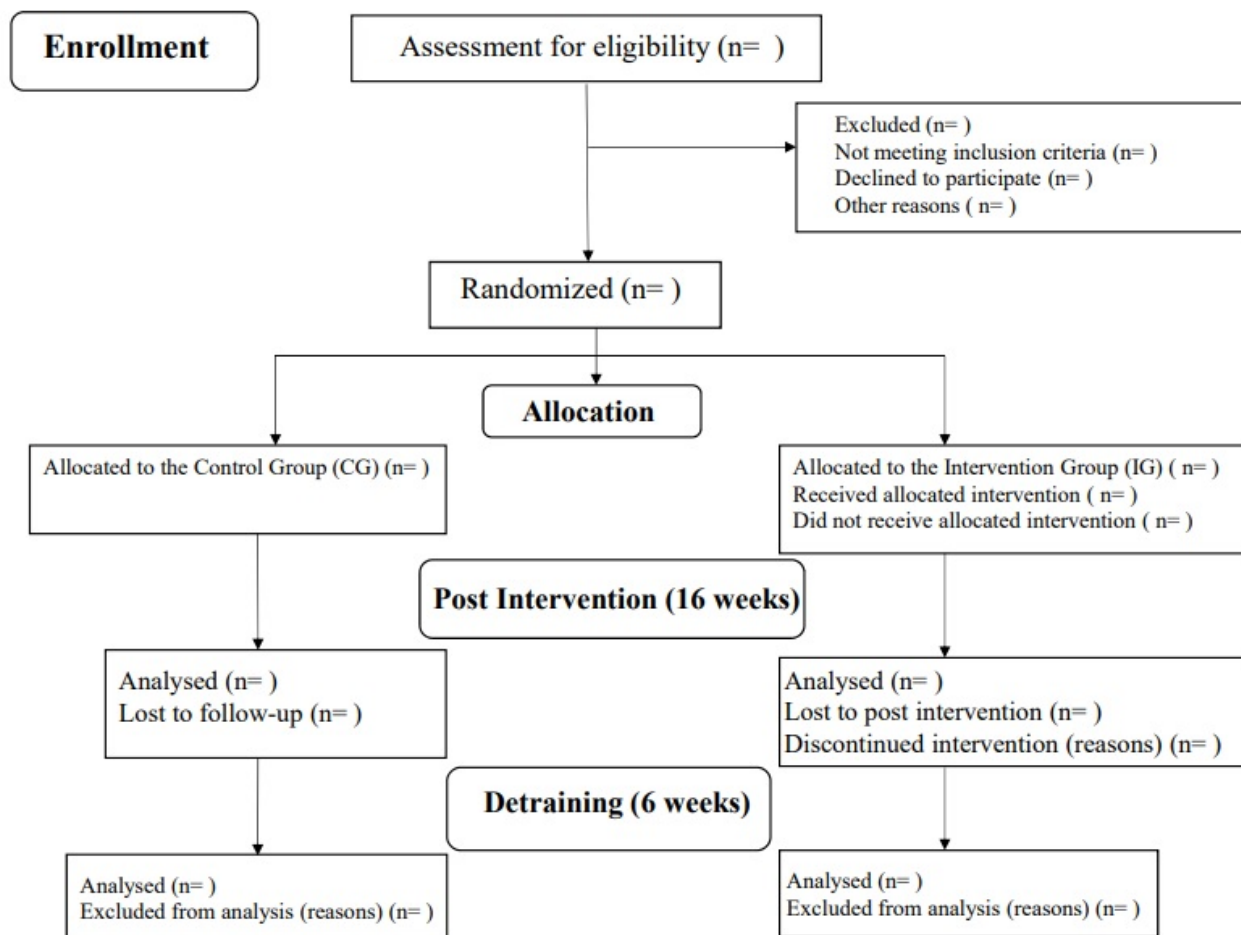 Enrollment
Assessment for eligibility (n=  )
Excluded (n= )
Not meeting inclusion criteria (n= )
Declined to participate (n= )
Other reasons ( n= )
Randomized (n= )
Allocation
Allocated to the Control Group (CG) (n= )
Allocated to the Intervention Group (IG) ( n= )
Received allocated intervention ( n= )
Did not receive allocated intervention ( n= )
Post Intervention (16 weeks)
Analysed (n= )
Lost to follow-up (n= )
Analysed (n= )
Lost to post intervention (n= )
Discontinued intervention (reasons) (n= )
Detraining (6 weeks)
Analysed (n= )
Excluded from analysis (reasons) (n= )
Analysed (n= )
Excluded from analysis (reasons) (n= )